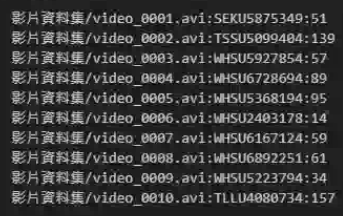 影片資料集/video_0001.avi:SEKU5875349:51
影片資料集/video_0002.avi:TSSU5099404:139
影片資料集/video_0003.avi:WHSU5927854:57
影片資料集/video_0004.avi:WHSU6728694:89
影片資料集/video_0005.avi:WHSU5368194:95
影片資料集/video_0006.avi:WHSU2403178:14
影片資料集/video_0007.avi:WHSU6167124:59
影片資料集/video_0008.avi:WHSU6892251:61
影片資料集/video_0009.avi:WHSU5223794:34
影片資料集/video_0010.avi:TLLU4080734:157